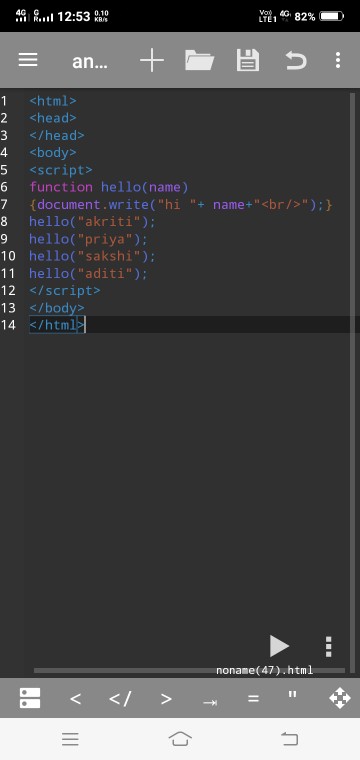 4G G 12:53 0.10 KB/S VoD LTE1 4G 82%
an...
1 <html>
2 <head>
3 </head>
4 <body>
5 <script>
6 function hello(name)
7 {document.write("hi "+ name+"<br/>");}
8 hello("akriti");
9 hello("priya");
10 hello("sakshi");
11 hello("aditi");
12 </script>
13 </body>
14 </html>
noname(47).html
< </ > ⇥ = "